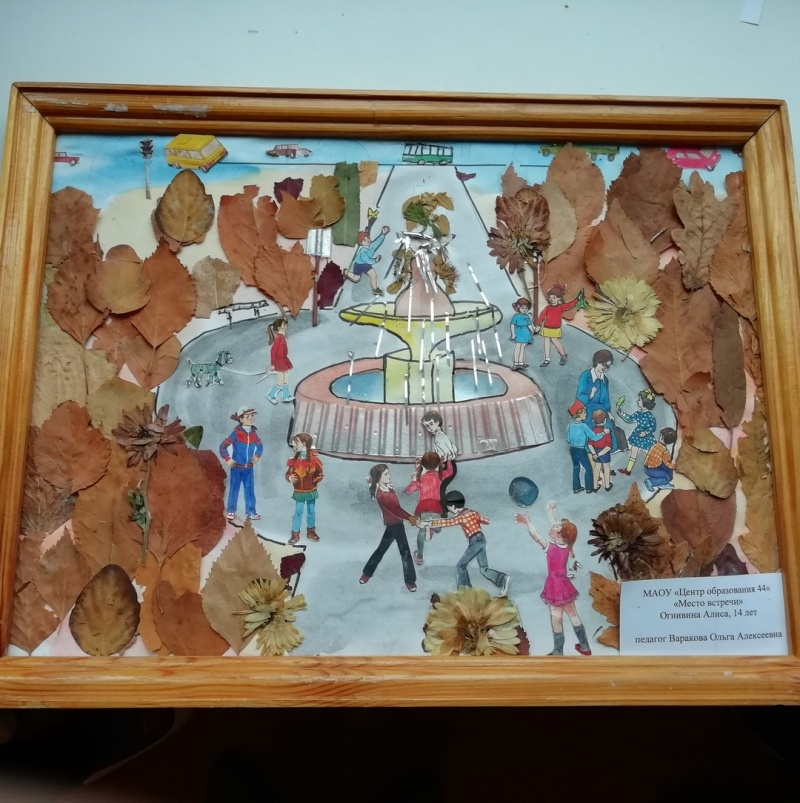 МАОУ «Центр образования 44»
«Место встречи»
Огнивина Алиса, 14 лет
педагог Варакова Ольга Алексеевна